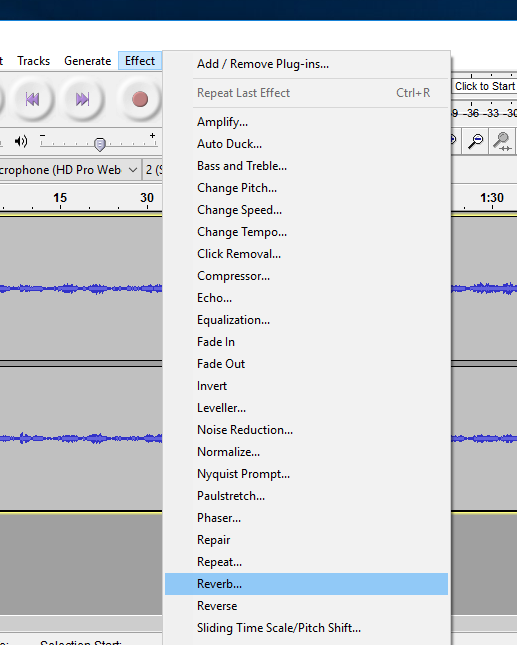 Tracks Generate Effect
Add / Remove Plug-ins...
Repeat Last Effect Ctrl+R
Click to Start
-36 -33 -30
Amplify...
Auto Duck...
Bass and Treble...
crophone (HD Pro Web 2 (S
Change Pitch...
15 30 1:30
Change Speed...
Change Tempo...
Click Removal...
Compressor...
Echo...
Equalization...
Fade In
Fade Out
Invert
Leveller...
Noise Reduction...
Normalize...
Nyquist Prompt...
Paulstretch...
Phaser...
Repair
Repeat...
Reverb...
Reverse
Sliding Time Scale/Pitch Shift...
Selection Start: